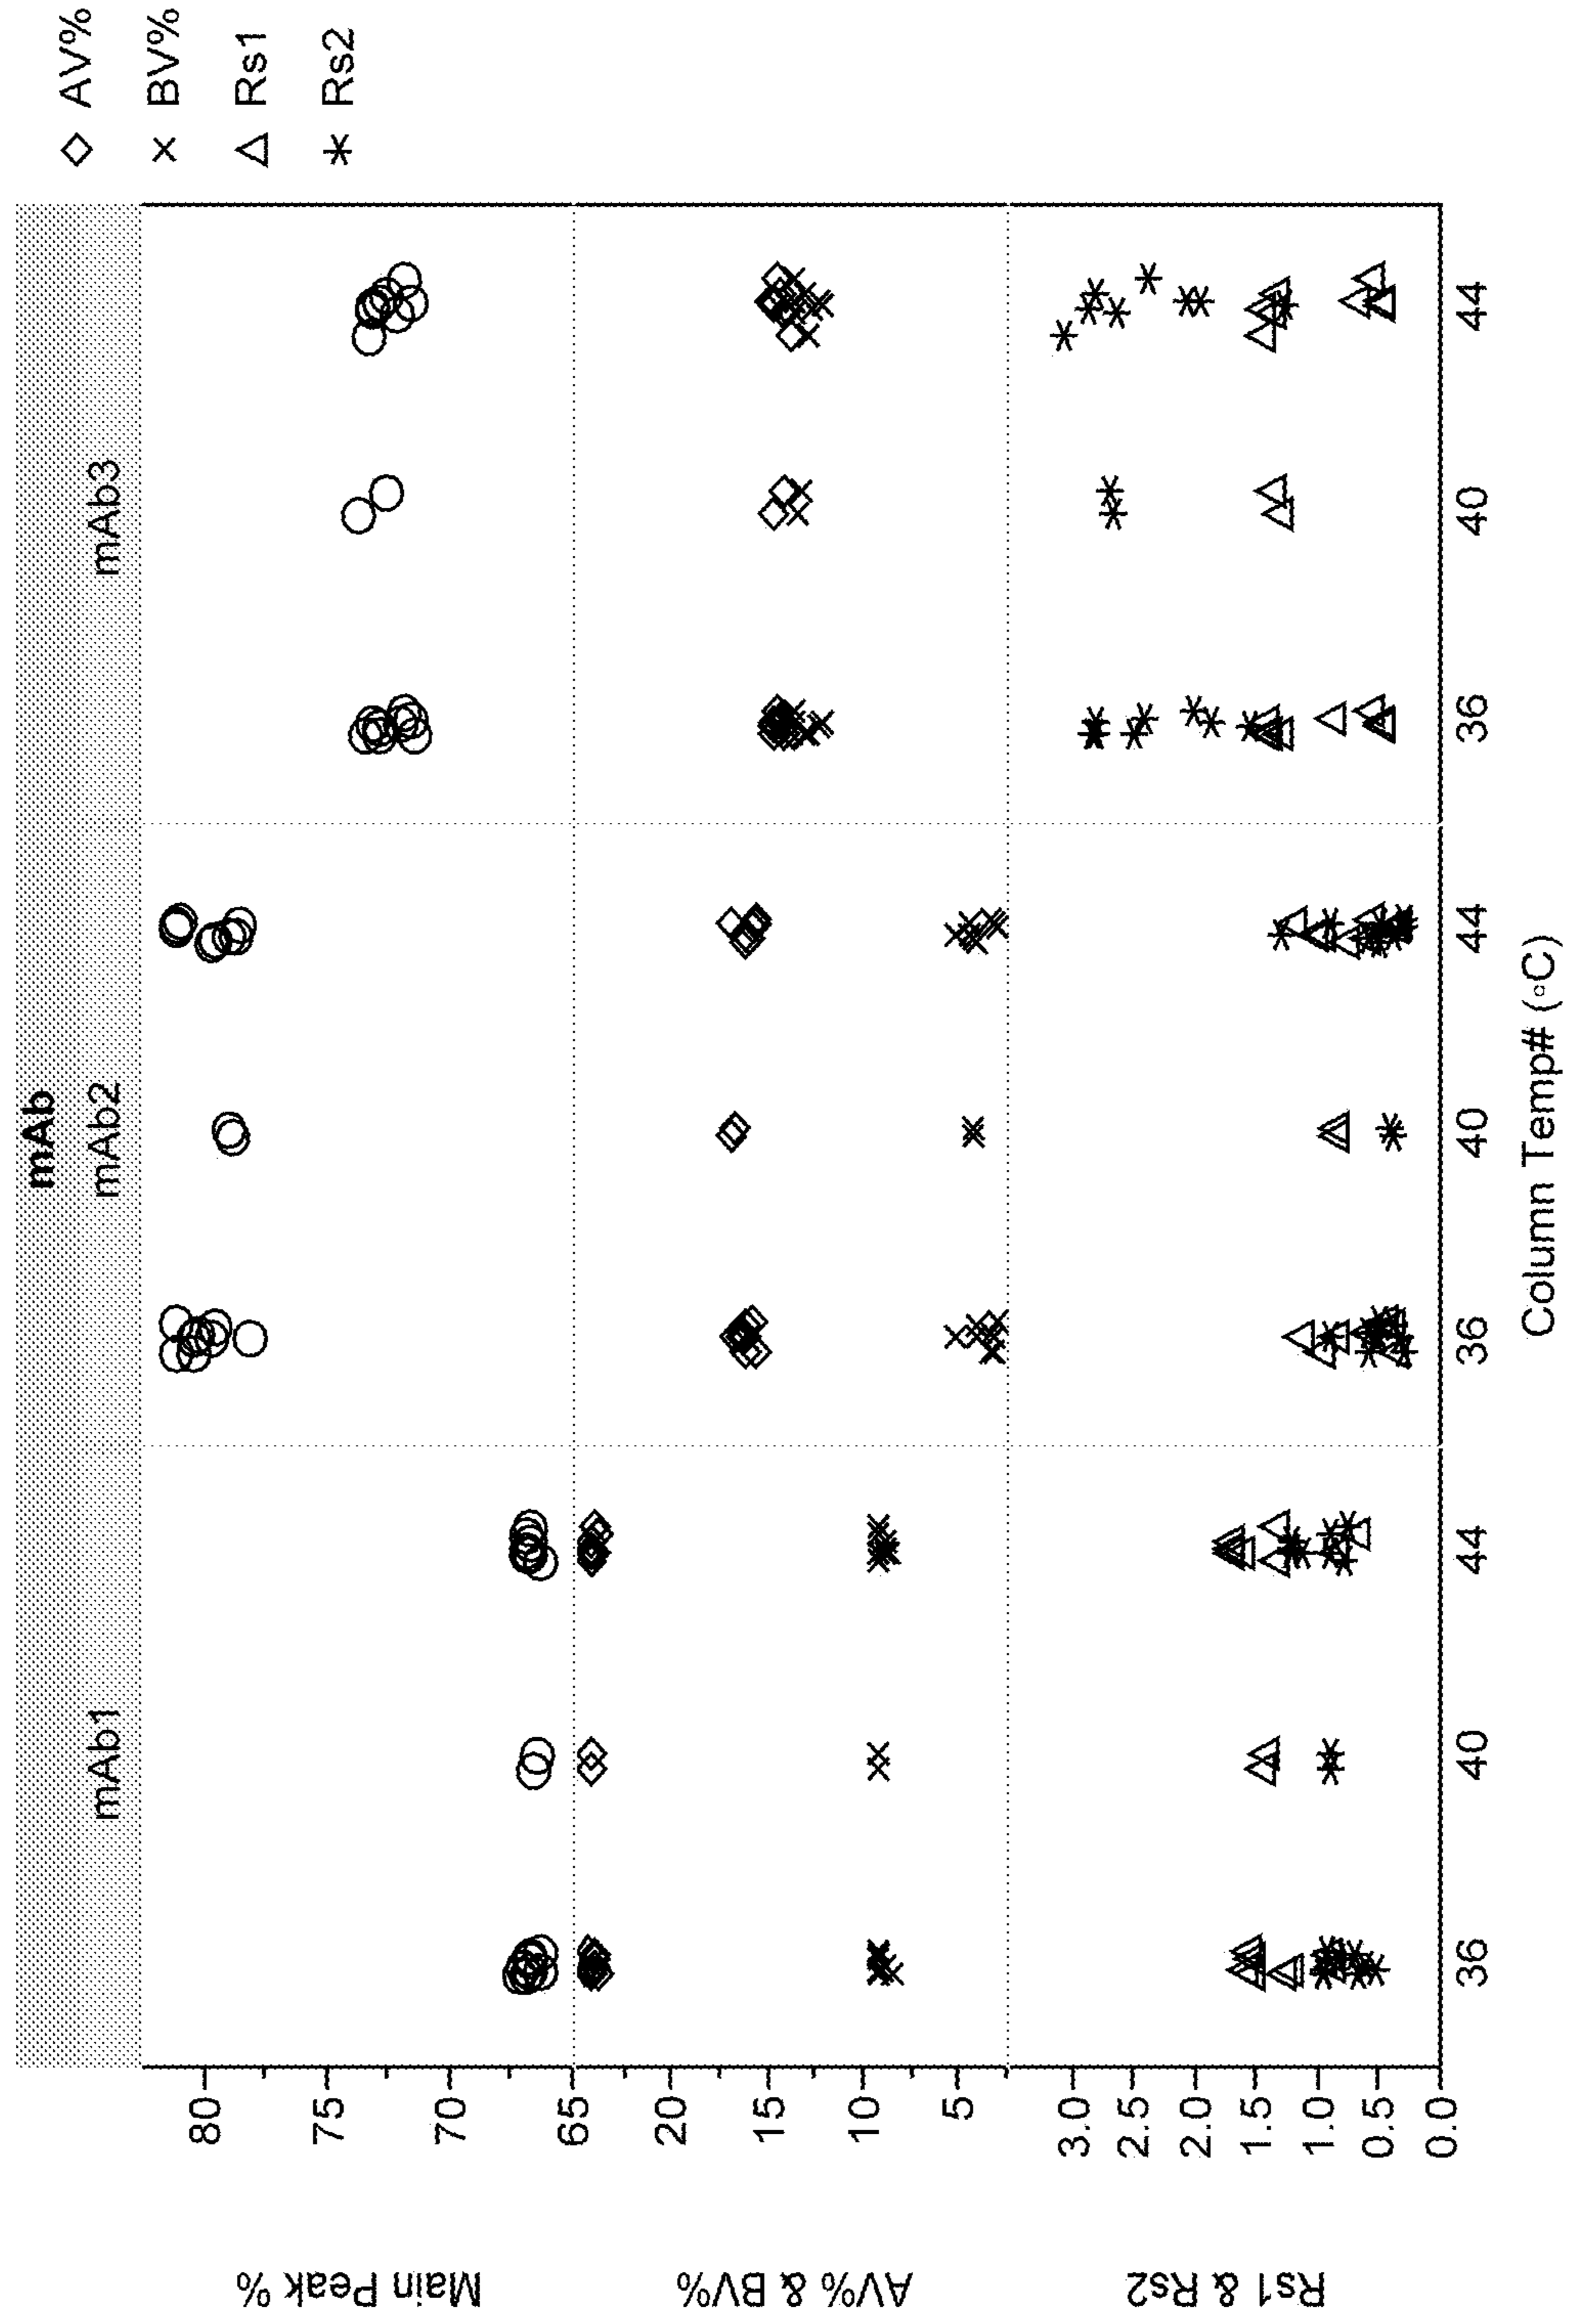 mAb
mAb1
mAb2
mAb3
AV%
BV%
Rs1
Rs2
Main Peak %
80
75
70
65
AV% & BV%
20
15
10
5
Rs1 & Rs2
3.0
2.5
2.0
1.5
1.0
0.5
0.0
36
40
44
36
40
44
36
40
44
Column Temp# (°C)